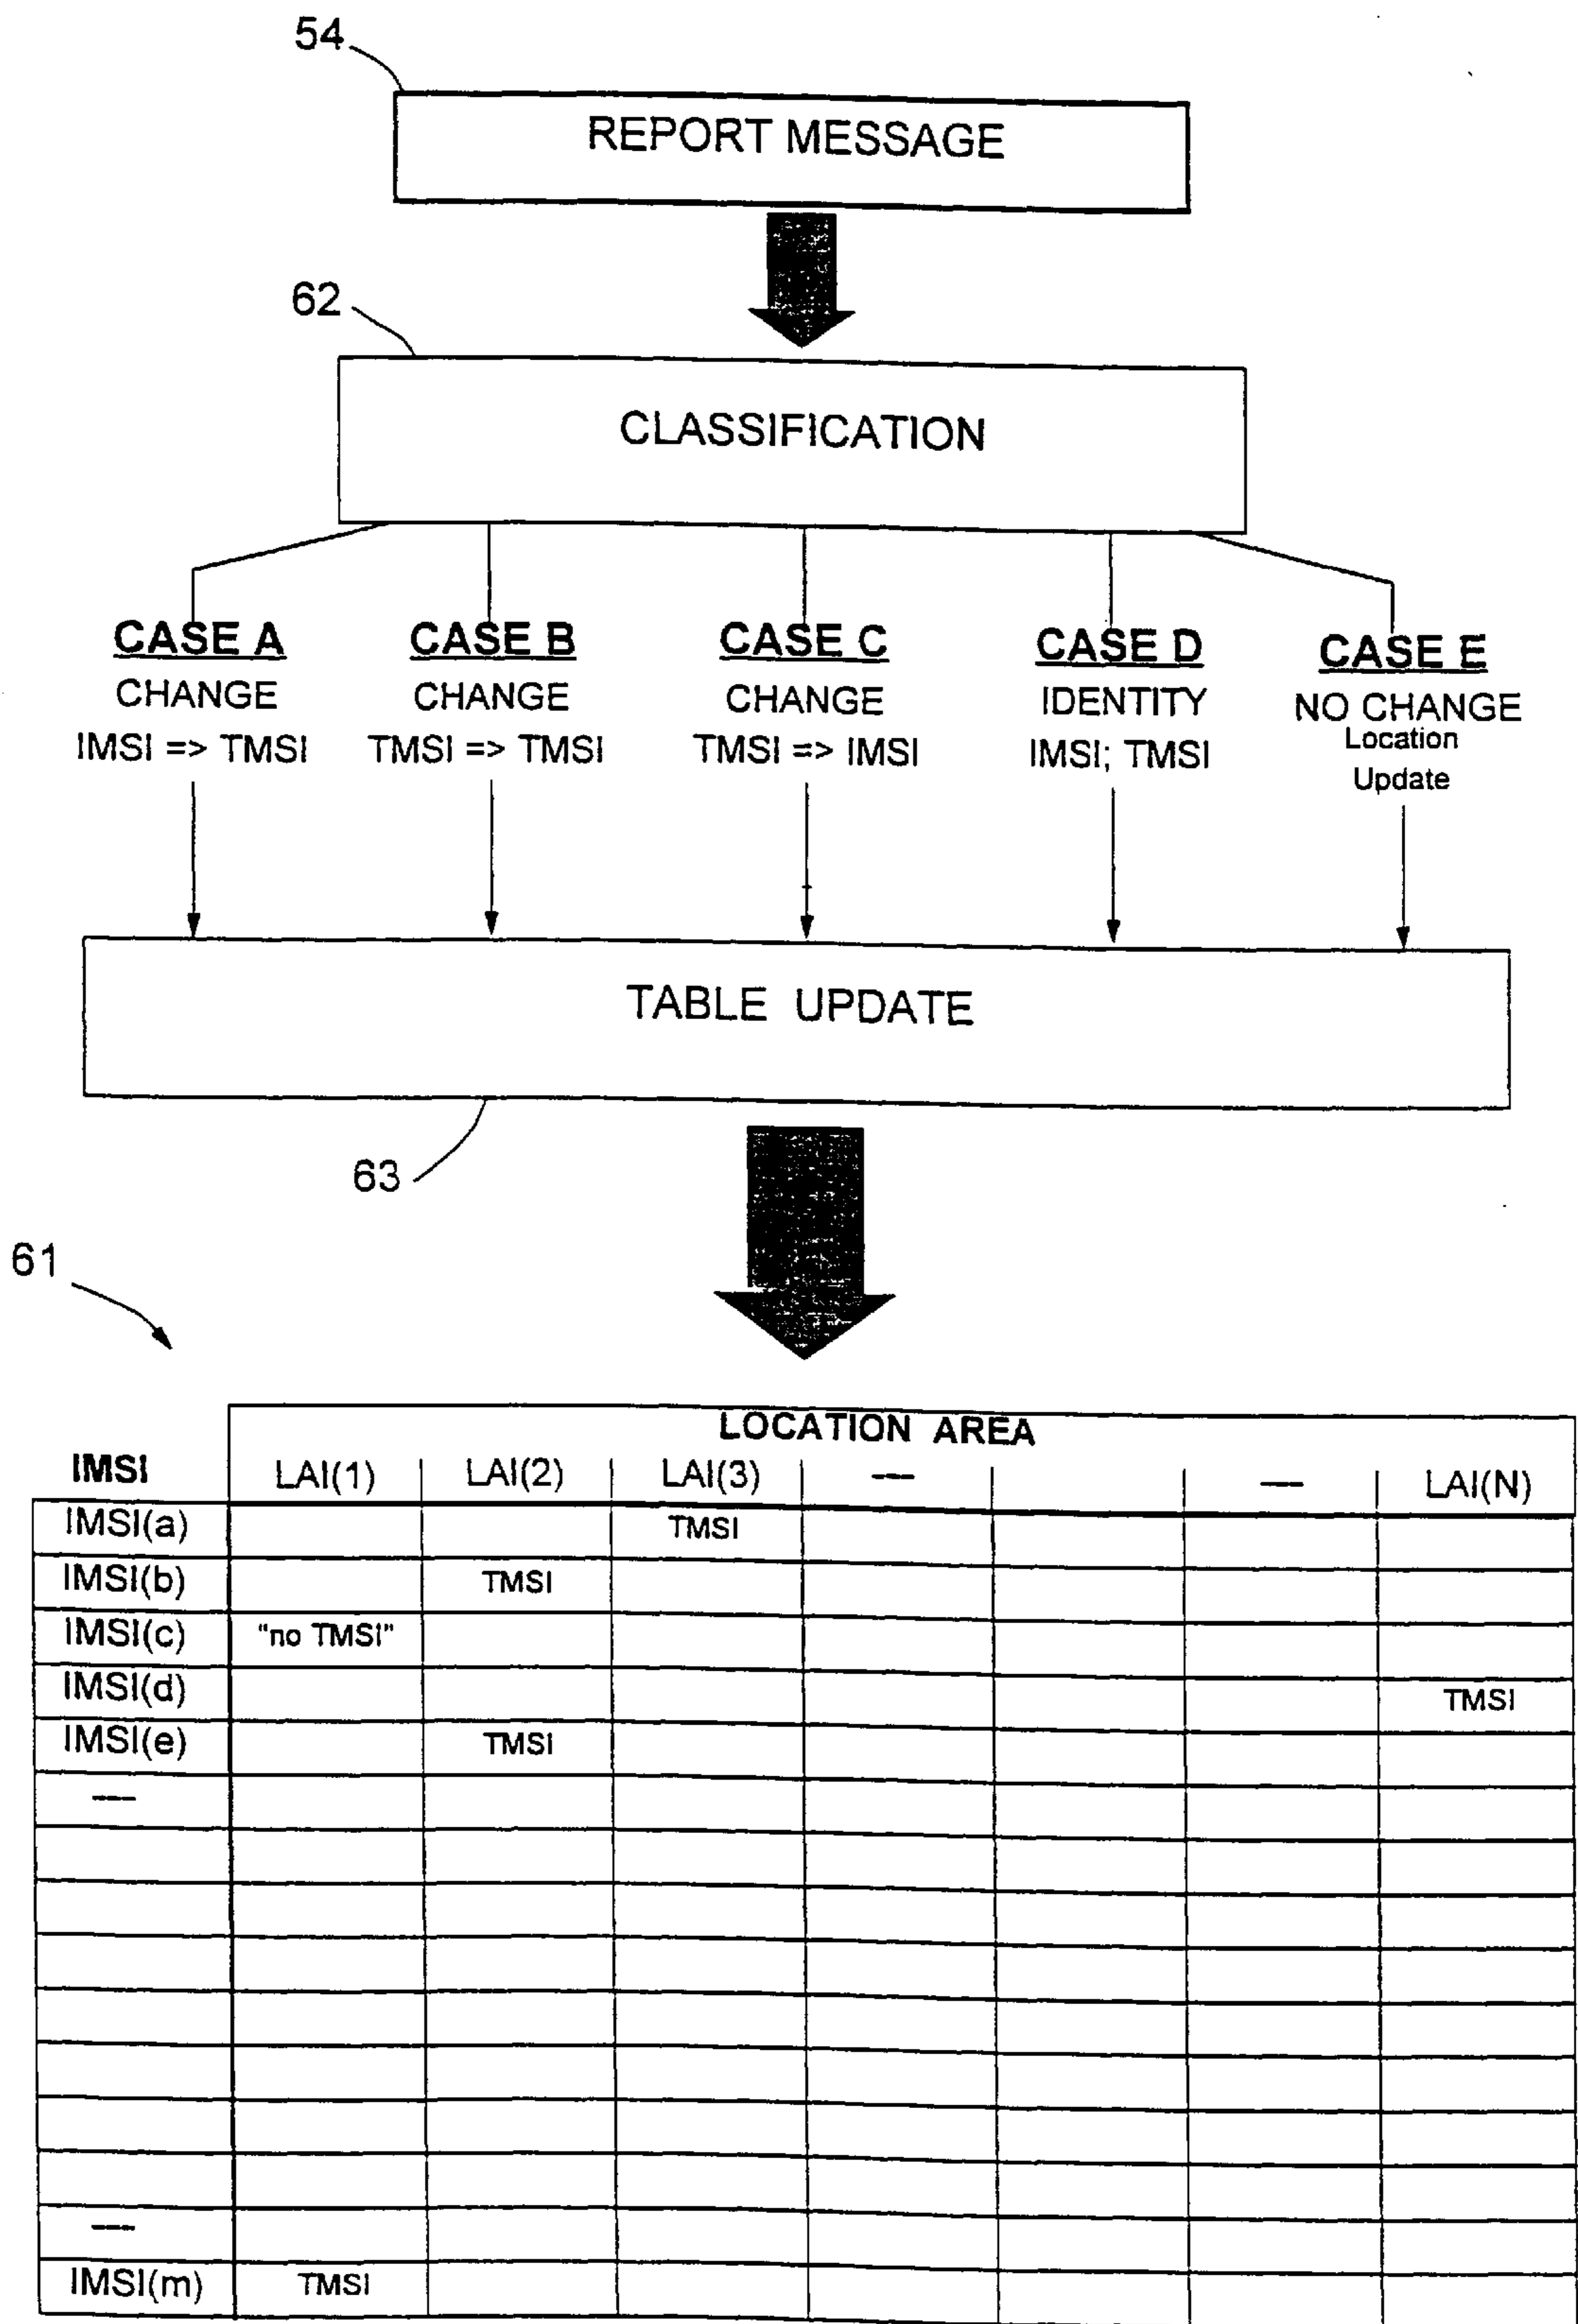 54
REPORT MESSAGE
62
CLASSIFICATION
CASE A CASE B CASE C CASE D CASE E
CHANGE CHANGE CHANGE IDENTITY NO CHANGE
IMSI => TMSI TMSI => TMSI TMSI => IMSI IMSI; TMSI Location
Update
TABLE UPDATE
63
61
LOCATION AREA
IMSI LAI(1) LAI(2) LAI(3) — — LAI(N)
IMSI(a) TMSI
IMSI(b) TMSI
IMSI(c) "no TMSI"
IMSI(d) TMSI
IMSI(e) TMSI
—
—
IMSI(m) TMSI